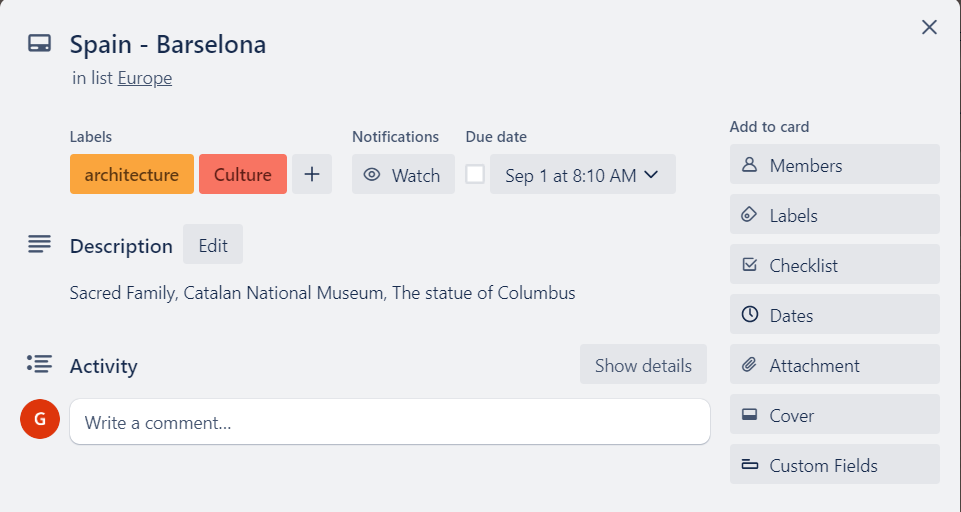 Spain - Barselona
in list Europe
Labels
architecture
Culture
Notifications
Watch
Due date
Sep 1 at 8:10 AM
Description
Edit
Sacred Family, Catalan National Museum, The statue of Columbus
Activity
Show details
G
Write a comment...
Add to card
Members
Labels
Checklist
Dates
Attachment
Cover
Custom Fields